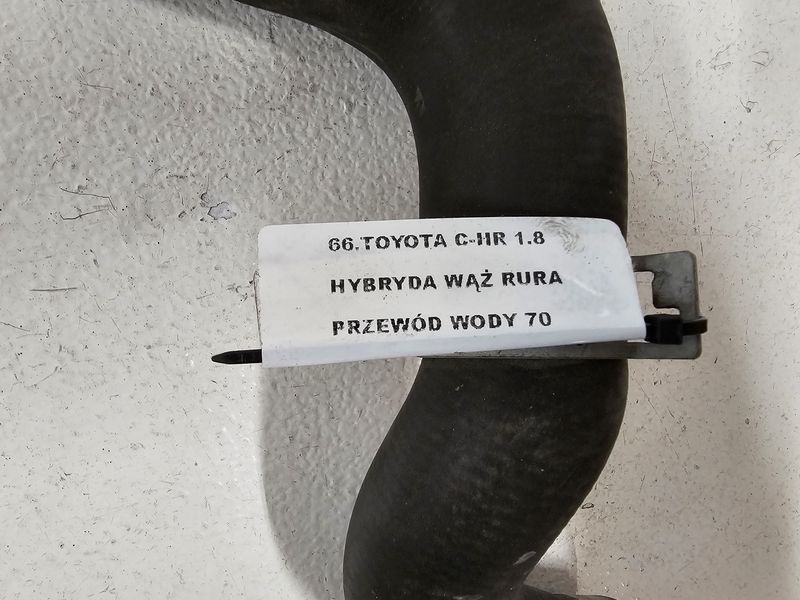 66.TOYOTA C-HR 1.8
HYBRYDA WĄŻ RURA
PRZEWÓD WODY 70